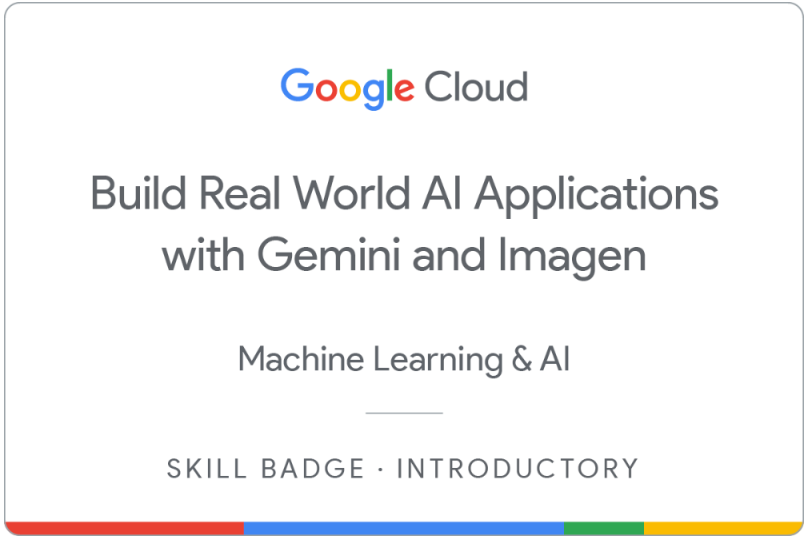 Google Cloud
Build Real World AI Applications
with Gemini and Imagen
Machine Learning & AI
SKILL BADGE · INTRODUCTORY